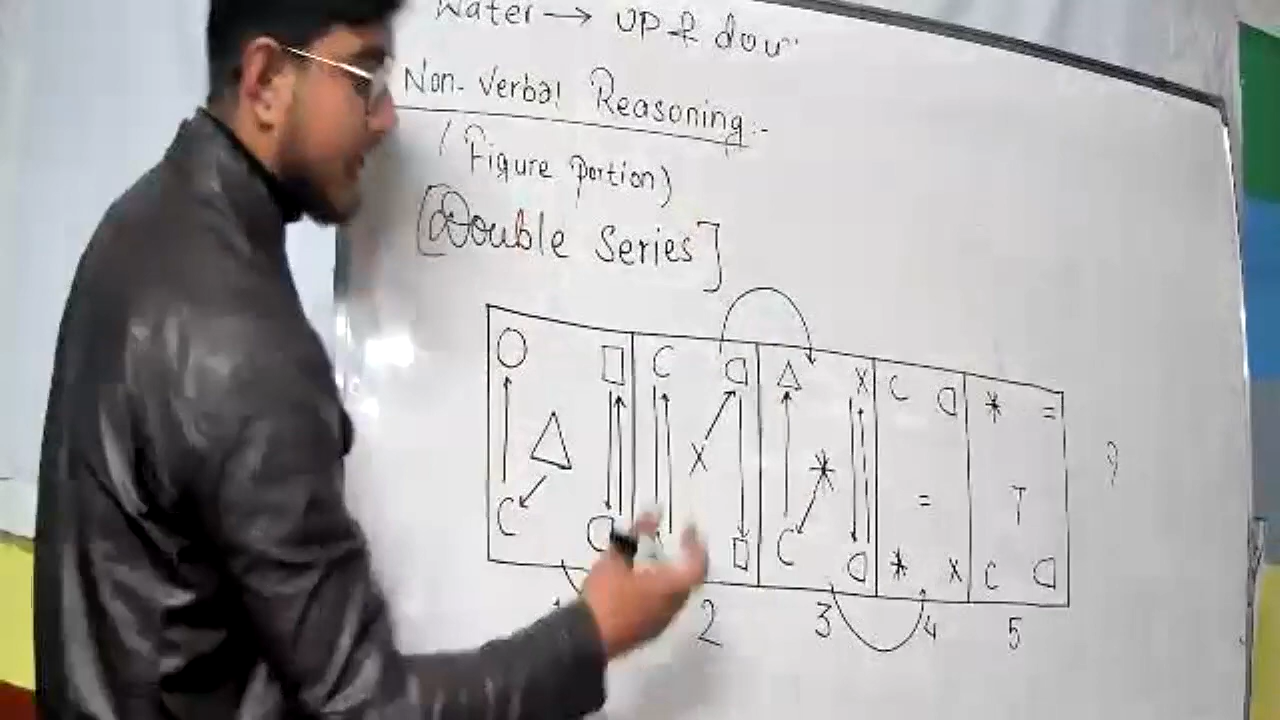 Water → up & down
Non-Verbal Reasoning:-
(Figure portion)
[Double Series]
C X C X C * =
* = T ?
C C * X C
2 3 4 5